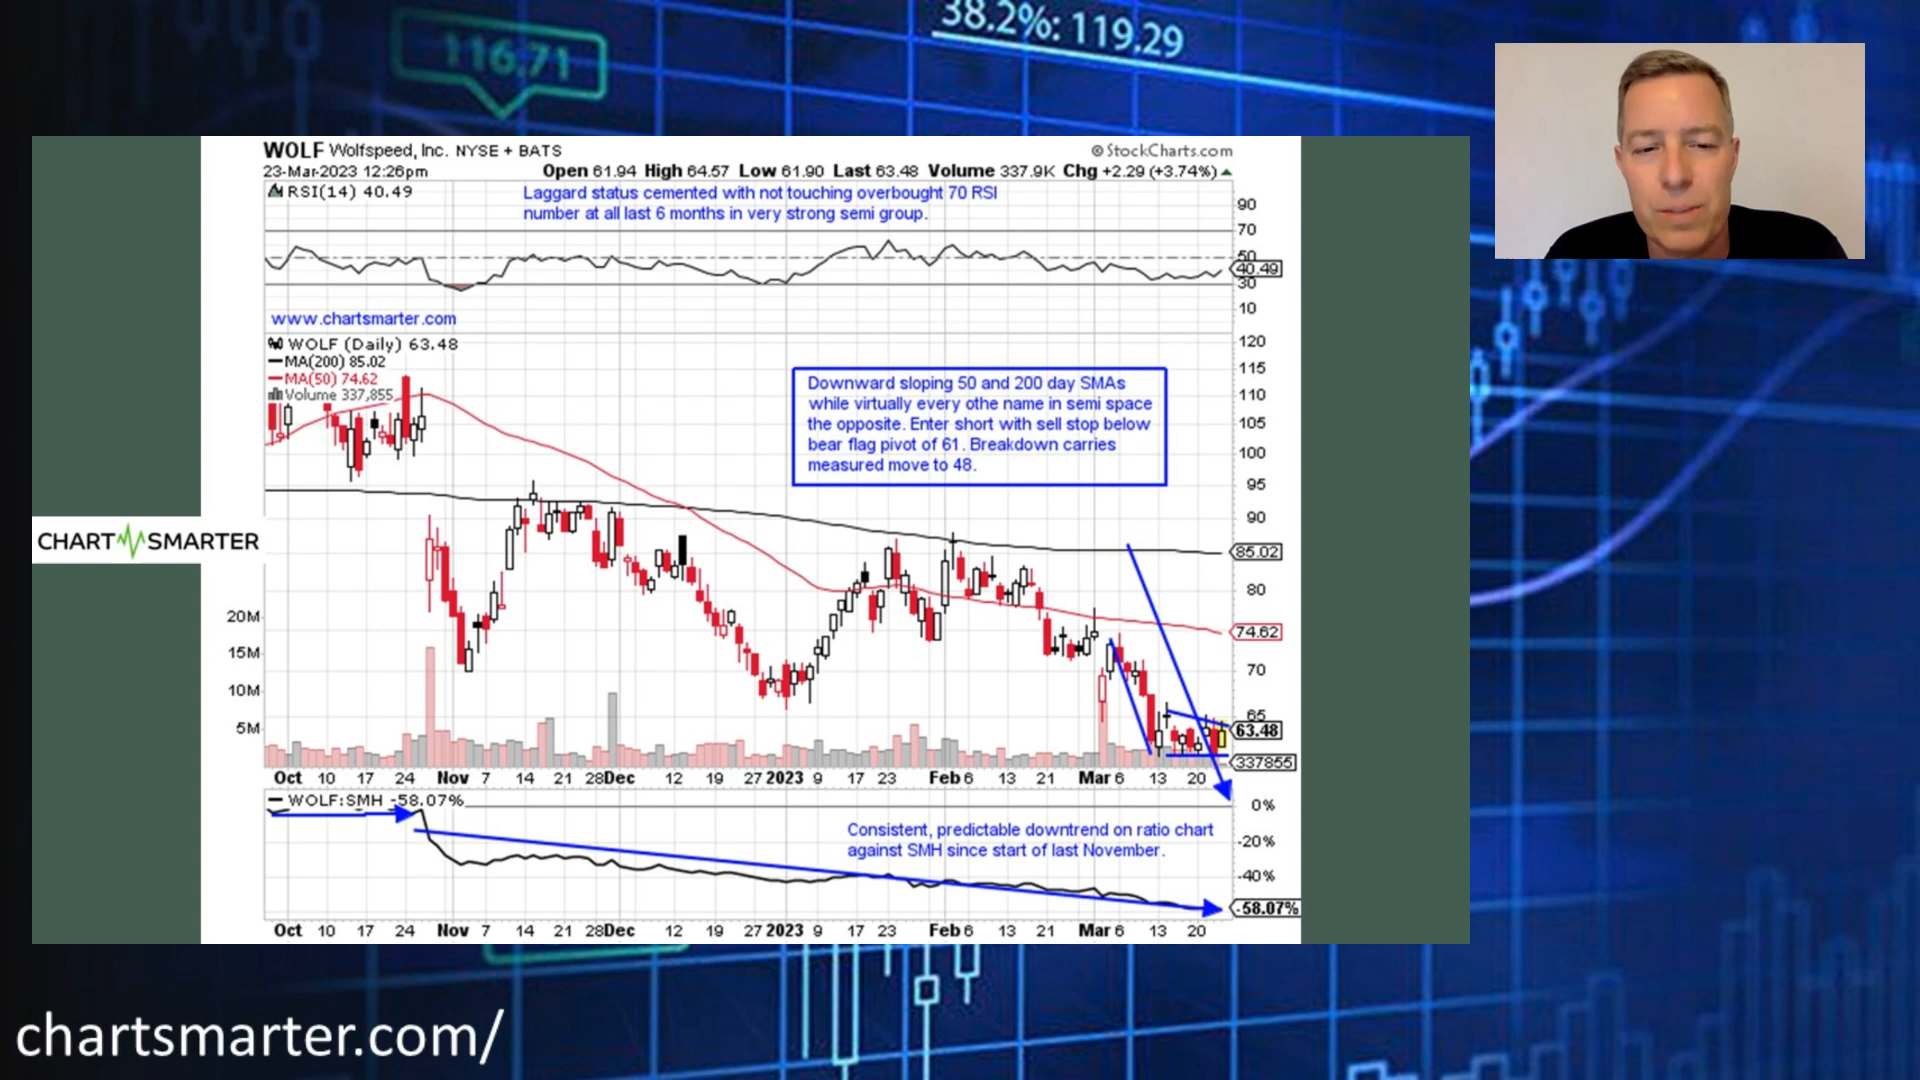 116.71
38.2%: 119.29
WOLF Wolfspeed, Inc. NYSE + BATS
© StockCharts.com
23-Mar-2023 12:26pm
Open 61.94 High 64.57 Low 61.90 Last 63.48 Volume 337.9K Chg +2.29 (+3.74%)
RSI(14) 40.49
Laggard status cemented with not touching overbought 70 RSI
number at all last 6 months in very strong semi group.
90
70
50
40.49
30
10
www.chartsmarter.com
WOLF (Daily) 63.48
MA(200) 85.02
MA(50) 74.62
Volume 337,855
120
115
110
105
100
95
90
85.02
80
74.62
70
65
63.48
337855
Downward sloping 50 and 200 day SMAs
while virtually every othe name in semi space
the opposite. Enter short with sell stop below
bear flag pivot of 61. Breakdown carries
measured move to 48.
CHART SMARTER
20M
15M
10M
5M
Oct 10 17 24 Nov 7 14 21 28 Dec 12 19 27 2023 9 17 23 Feb 6 13 21 Mar 6 13 20
WOLF:SMH -58.07%
Consistent, predictable downtrend on ratio chart
against SMH since start of last November.
0%
-20%
-40%
-58.07%
Oct 10 17 24 Nov 7 14 21 28 Dec 12 19 27 2023 9 17 23 Feb 6 13 21 Mar 6 13 20
chartsmarter.com/